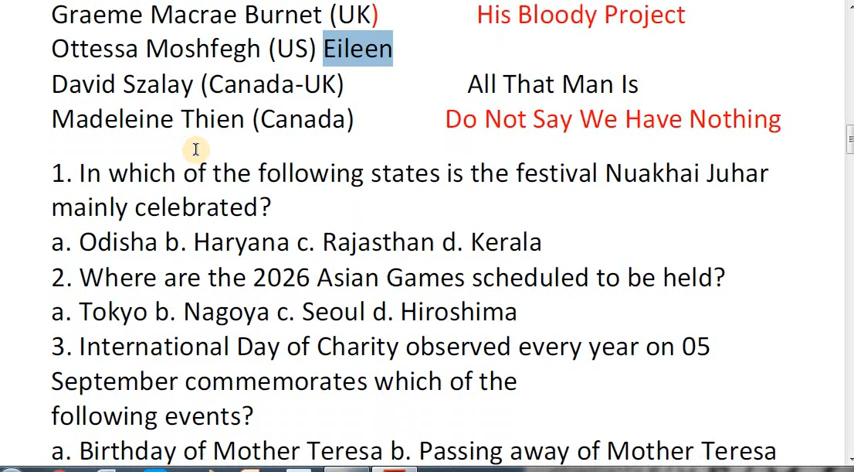 Graeme Macrae Burnet (UK) His Bloody Project
Ottessa Moshfegh (US) Eileen
David Szalay (Canada-UK) All That Man Is
Madeleine Thien (Canada) Do Not Say We Have Nothing
1. In which of the following states is the festival Nuakhai Juhar
mainly celebrated?
a. Odisha b. Haryana c. Rajasthan d. Kerala
2. Where are the 2026 Asian Games scheduled to be held?
a. Tokyo b. Nagoya c. Seoul d. Hiroshima
3. International Day of Charity observed every year on 05
September commemorates which of the
following events?
a. Birthday of Mother Teresa b. Passing away of Mother Teresa